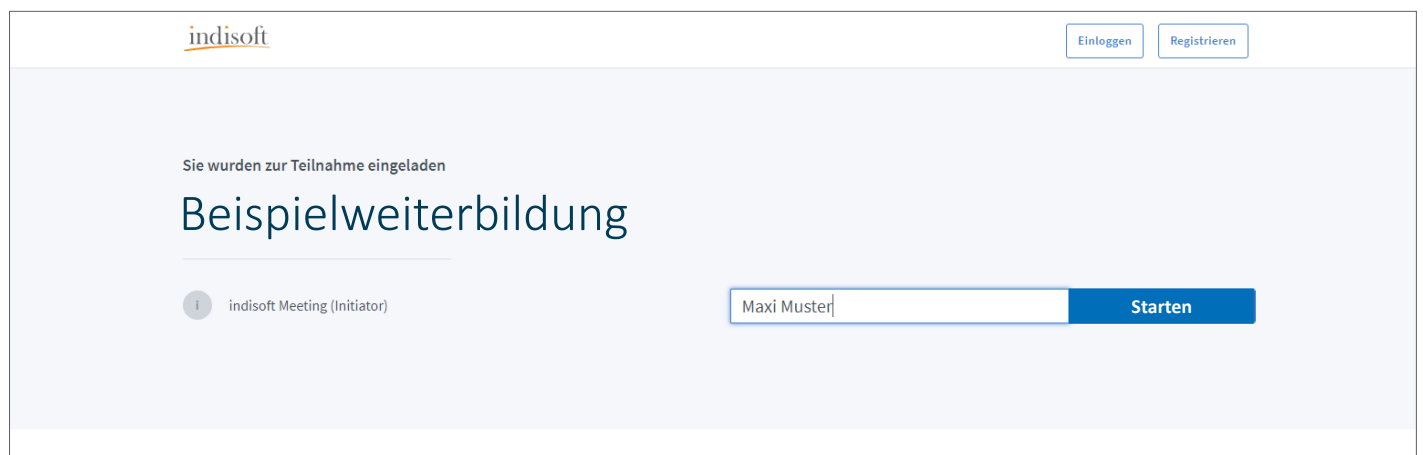 indisoft
Einloggen
Registrieren
Sie wurden zur Teilnahme eingeladen
Beispielweiterbildung
i
indisoft Meeting (Initiator)
Maxi Muster
Starten